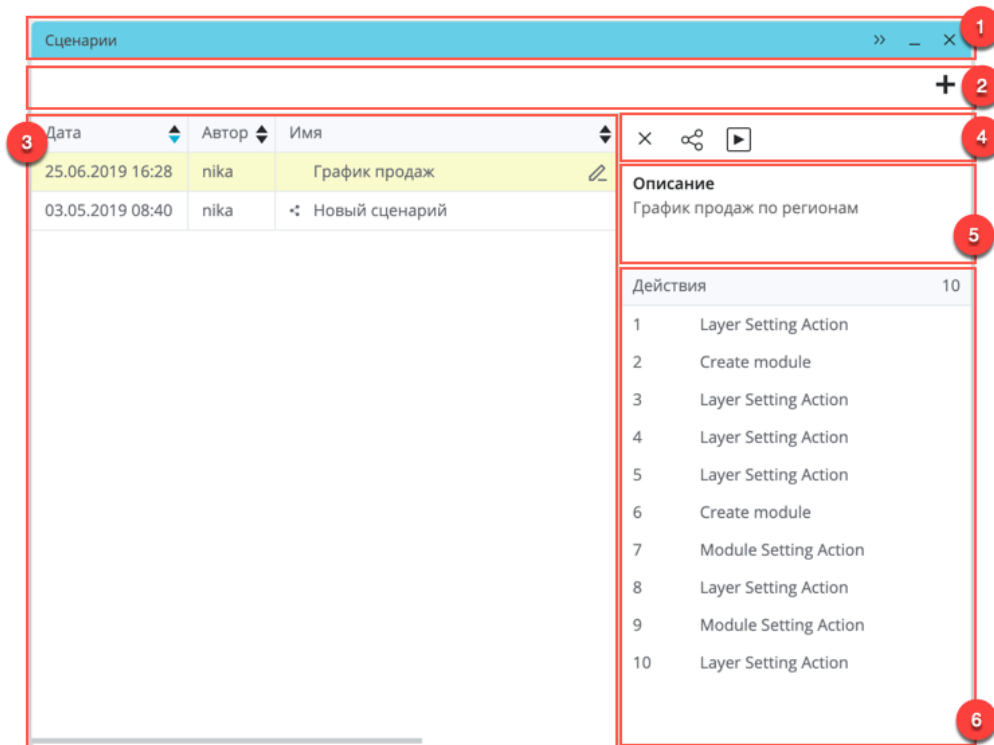 Сценарии
1
2
3
Дата Автор Имя
4
25.06.2019 16:28 nika График продаж
03.05.2019 08:40 nika Новый сценарий
Описание
График продаж по регионам
5
Действия 10
1 Layer Setting Action
2 Create module
3 Layer Setting Action
4 Layer Setting Action
5 Layer Setting Action
6 Create module
7 Module Setting Action
8 Layer Setting Action
9 Module Setting Action
10 Layer Setting Action
6